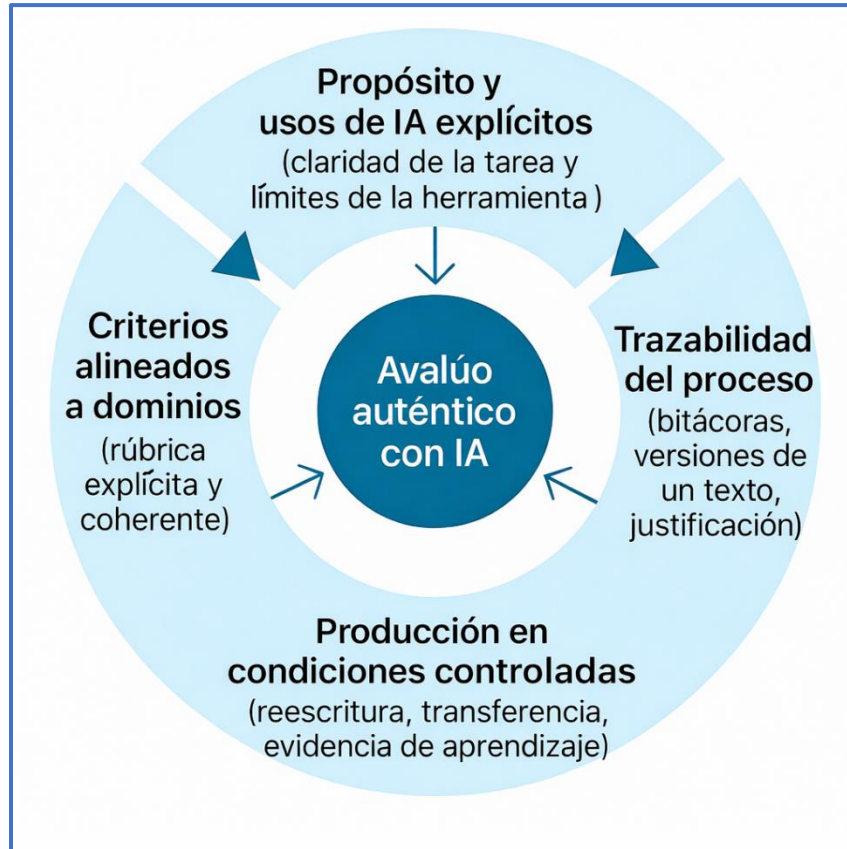 Propósito y
usos de IA explícitos
(claridad de la tarea y
límites de la herramienta )
Criterios
alineados
a dominios
(rúbrica
explícita y
coherente)
Avalúo
auténtico
con IA
Trazabilidad
del proceso
(bitácoras,
versiones de
un texto,
justificación)
Producción en
condiciones controladas
(reescritura, transferencia,
evidencia de aprendizaje)